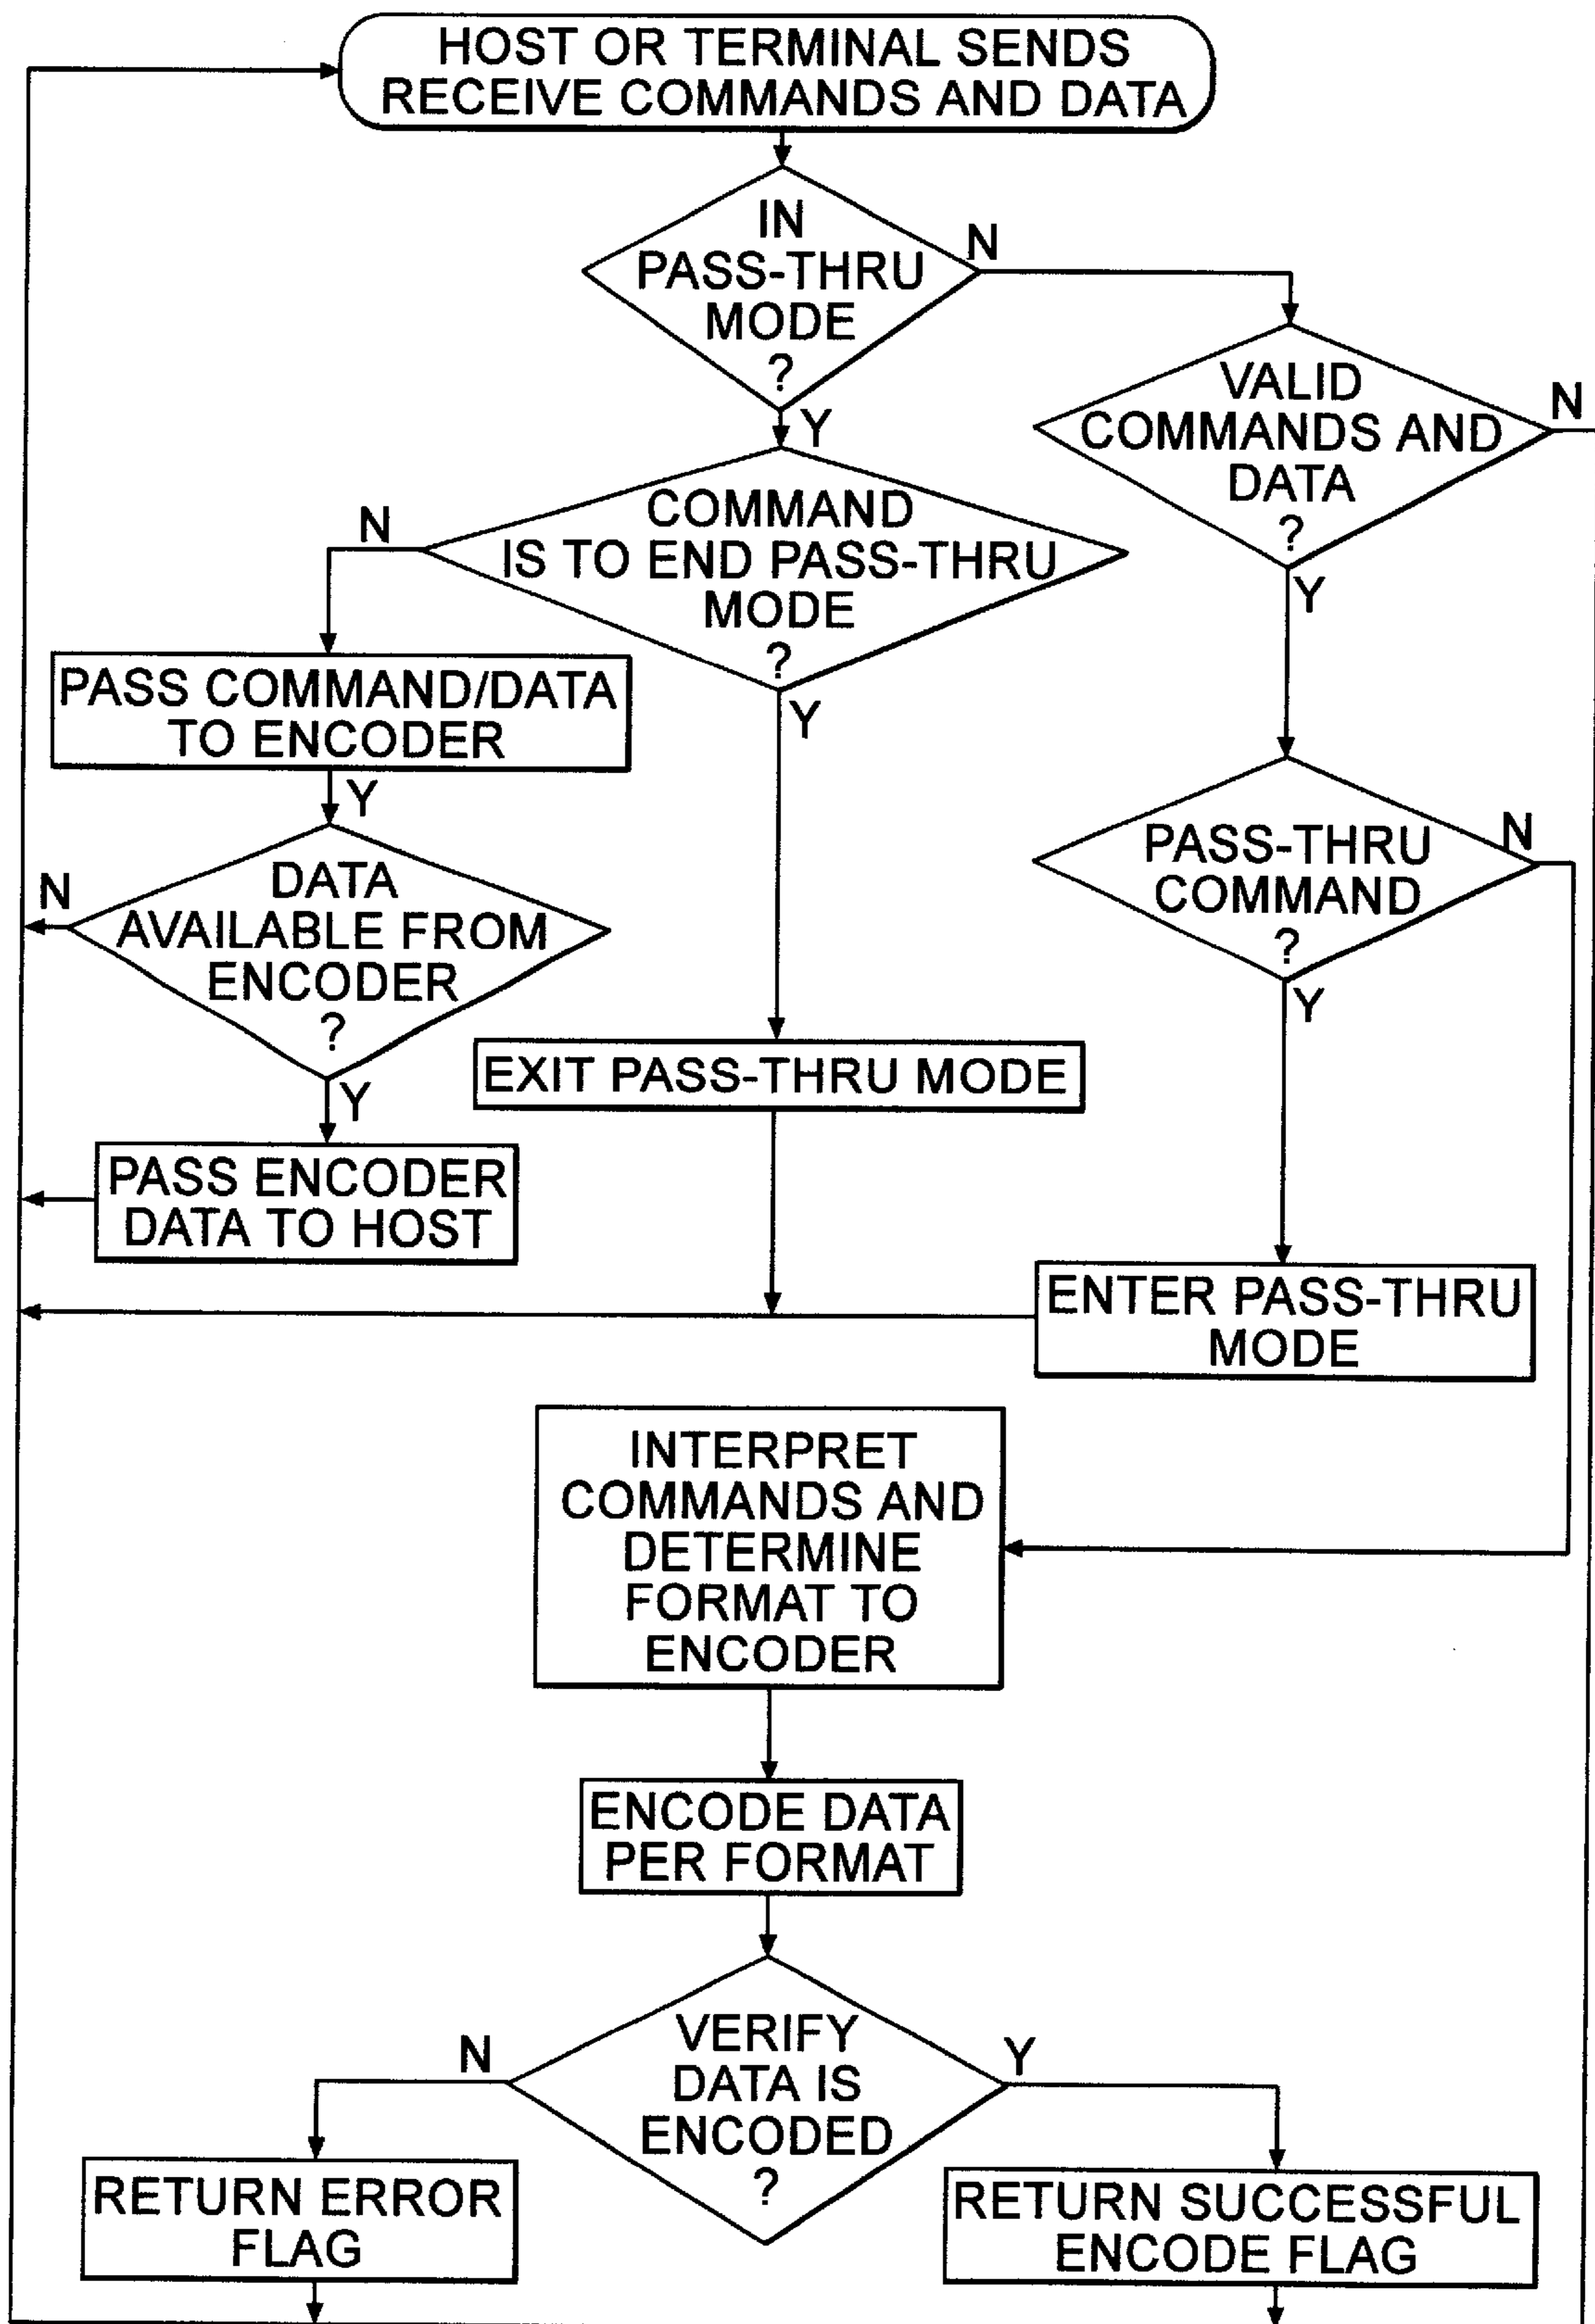 HOST OR TERMINAL SENDS
RECEIVE COMMANDS AND DATA
IN
PASS-THRU
MODE
?
N
Y
VALID
COMMANDS AND
DATA
?
N
Y
COMMAND
IS TO END PASS-THRU
MODE
?
N
Y
PASS COMMAND/DATA
TO ENCODER
Y
PASS-THRU
COMMAND
?
N
Y
DATA
AVAILABLE FROM
ENCODER
?
N
Y
EXIT PASS-THRU MODE
PASS ENCODER
DATA TO HOST
ENTER PASS-THRU
MODE
INTERPRET
COMMANDS AND
DETERMINE
FORMAT TO
ENCODER
ENCODE DATA
PER FORMAT
VERIFY
DATA IS
ENCODED
?
N
Y
RETURN ERROR
FLAG
RETURN SUCCESSFUL
ENCODE FLAG